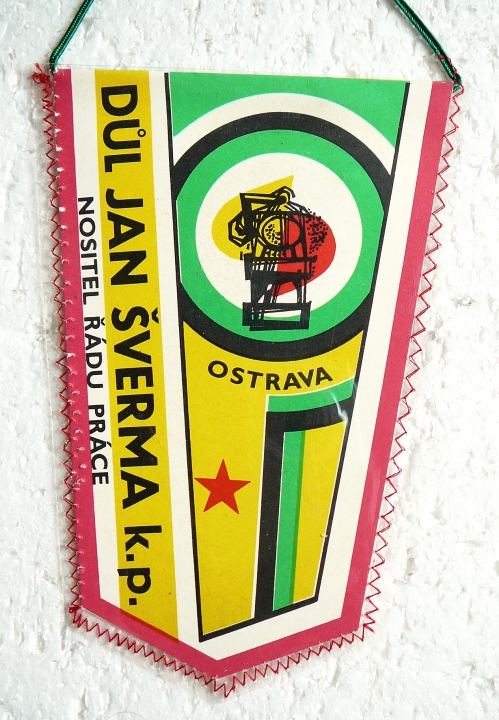 DŮL JAN ŠVERMA k.p.
NOSITEL ŘÁDU PRÁCE
OSTRAVA